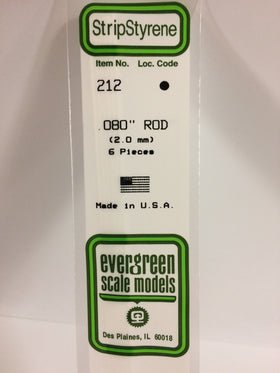 StripStyrene
Item No. Loc. Code
212
.080" ROD
(2.0 mm)
6 Pieces
Made in U.S.A.
evergreen
scale models
Des Plaines, IL 60018